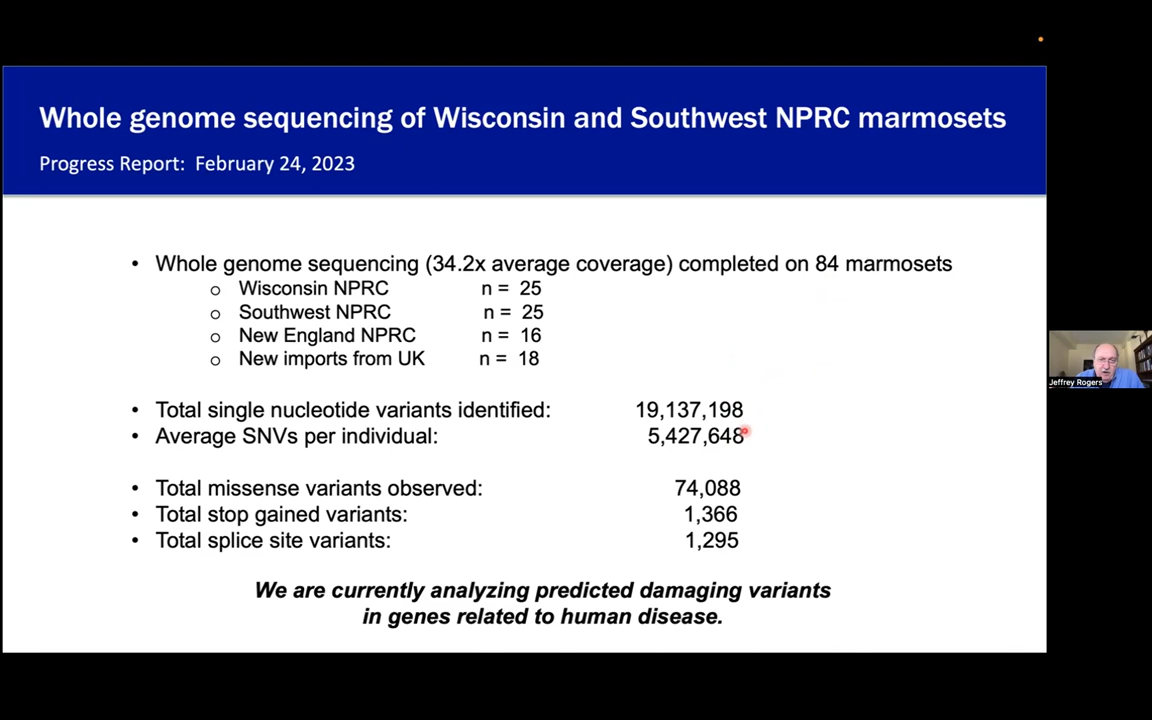 Whole genome sequencing of Wisconsin and Southwest NPRC marmosets
Progress Report: February 24, 2023
• Whole genome sequencing (34.2x average coverage) completed on 84 marmosets
o Wisconsin NPRC n = 25
o Southwest NPRC n = 25
o New England NPRC n = 16
o New imports from UK n = 18
• Total single nucleotide variants identified: 19,137,198
• Average SNVs per individual: 5,427,648
• Total missense variants observed: 74,088
• Total stop gained variants: 1,366
• Total splice site variants: 1,295
We are currently analyzing predicted damaging variants
in genes related to human disease.
Jeffrey Rogers